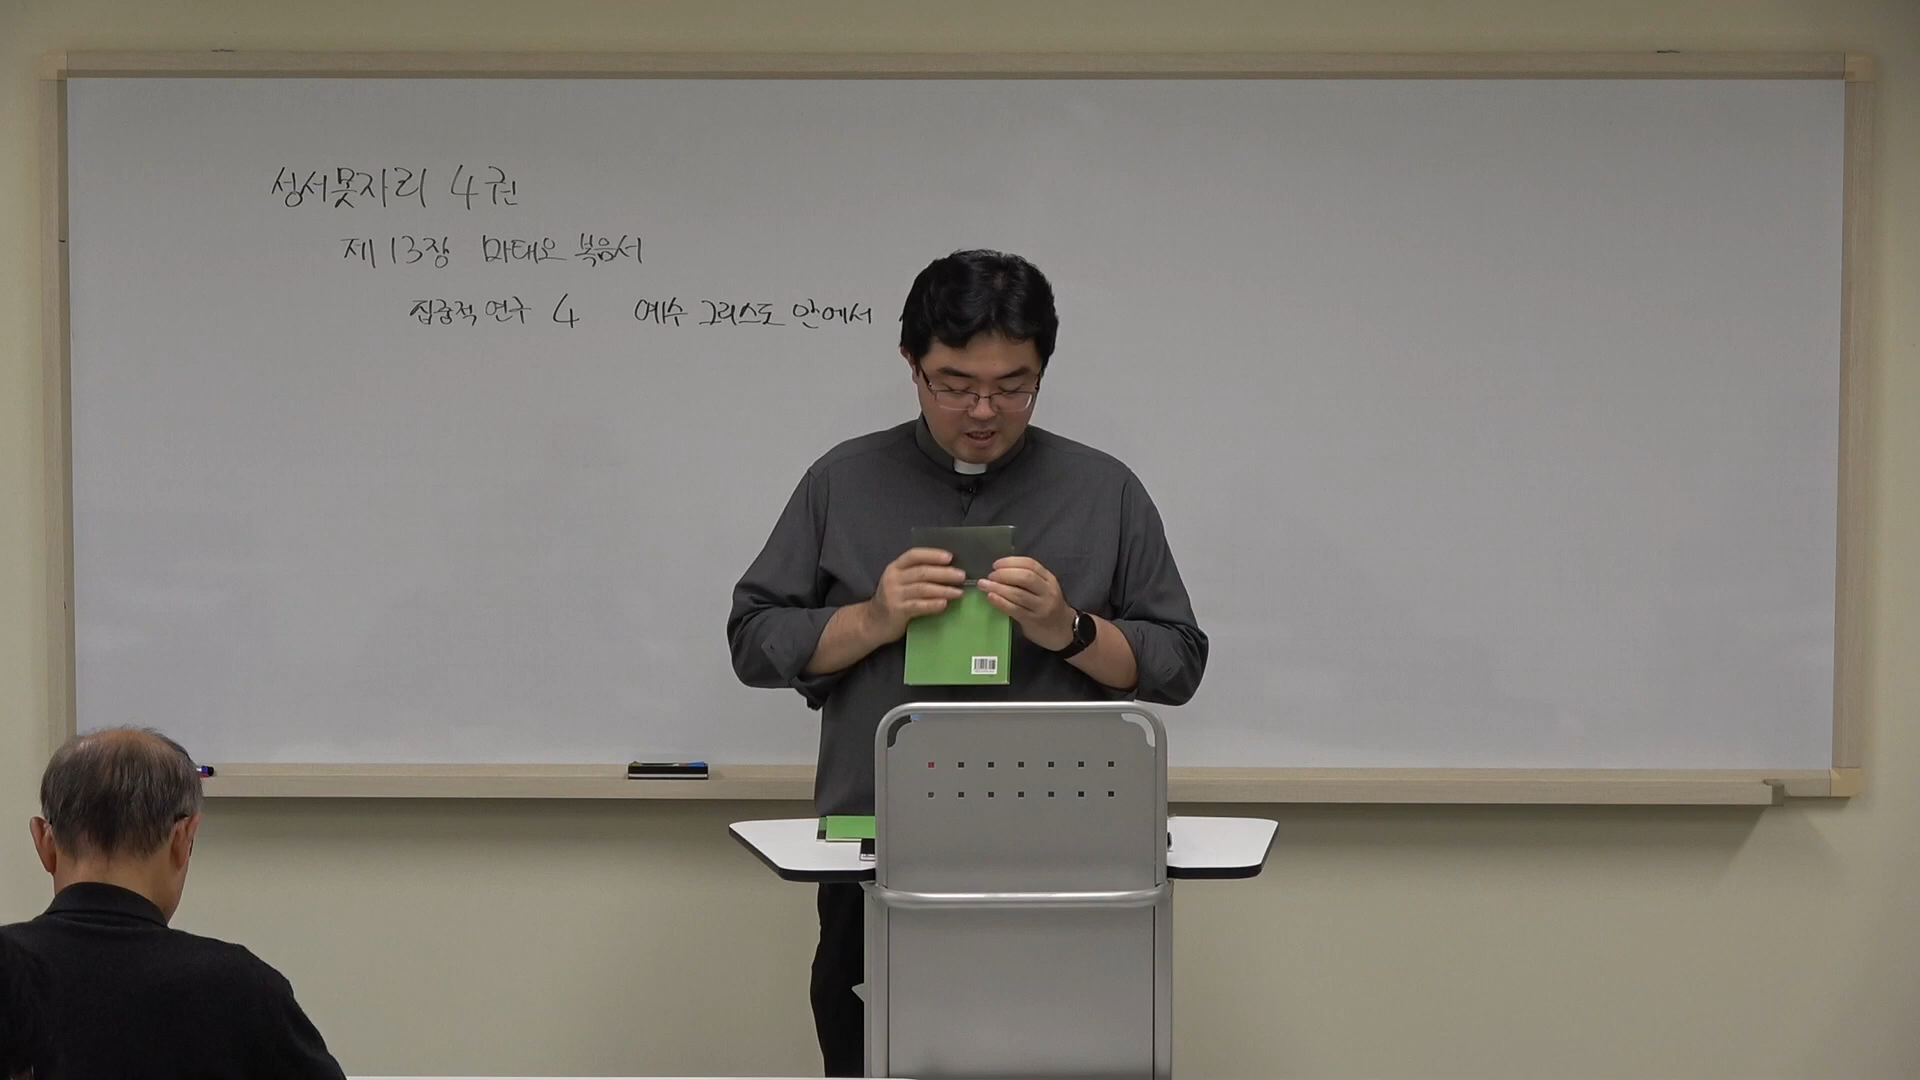 성서못자리 4권
제13장 마태오 복음서
집중적 연구 4 예수 그리스도 안에서